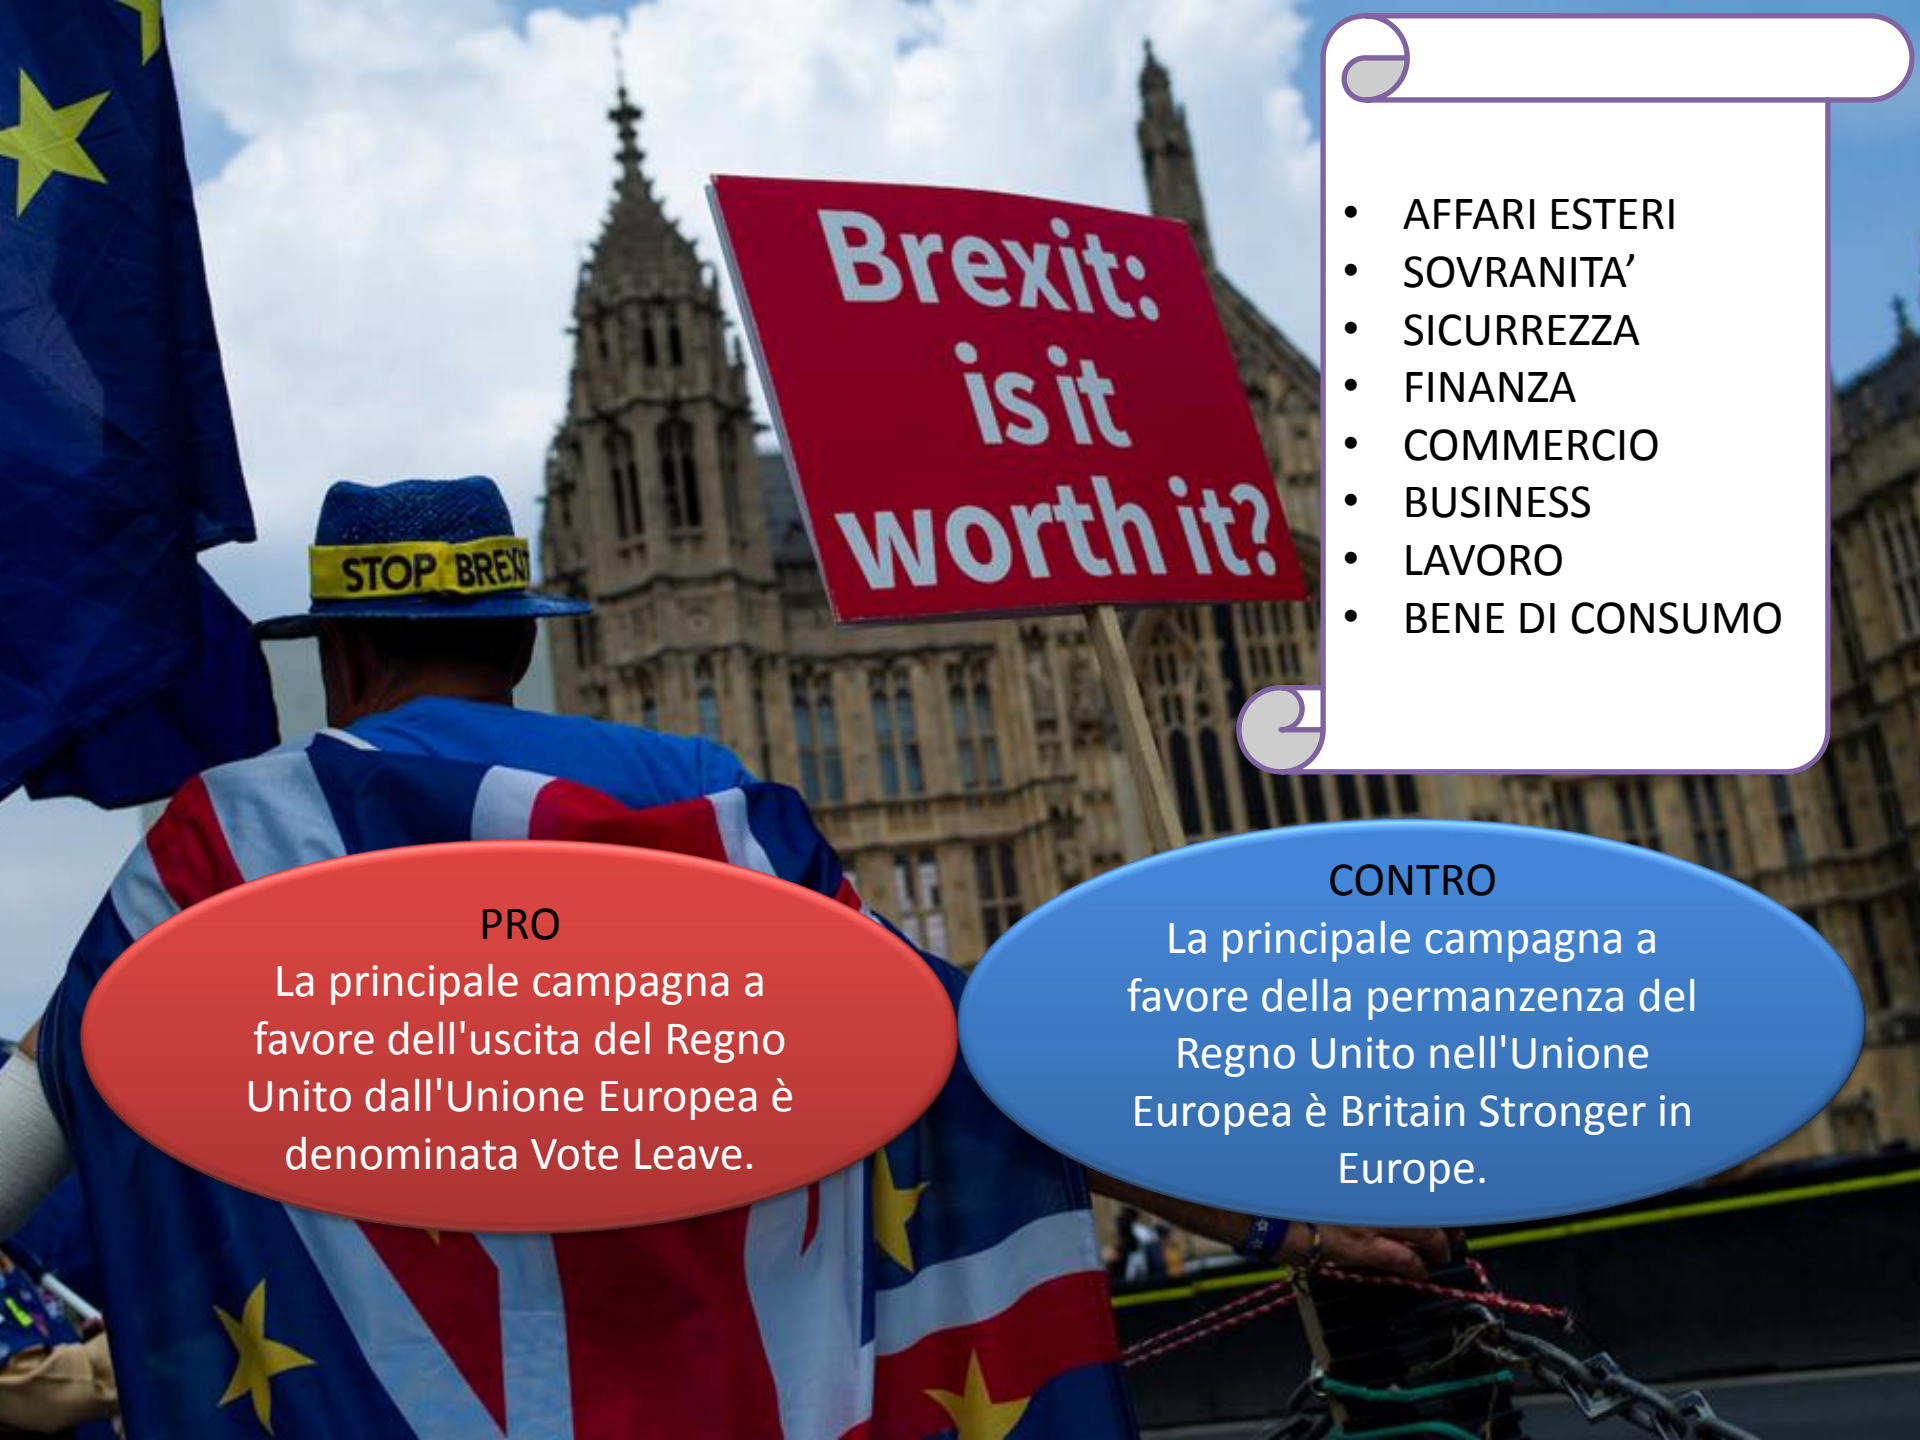 Brexit:
is it
worth it?
STOP BREXIT
• AFFARI ESTERI
• SOVRANITA’
• SICURREZZA
• FINANZA
• COMMERCIO
• BUSINESS
• LAVORO
• BENE DI CONSUMO
PRO
La principale campagna a
favore dell'uscita del Regno
Unito dall'Unione Europea è
denominata Vote Leave.
CONTRO
La principale campagna a
favore della permanzenza del
Regno Unito nell'Unione
Europea è Britain Stronger in
Europe.